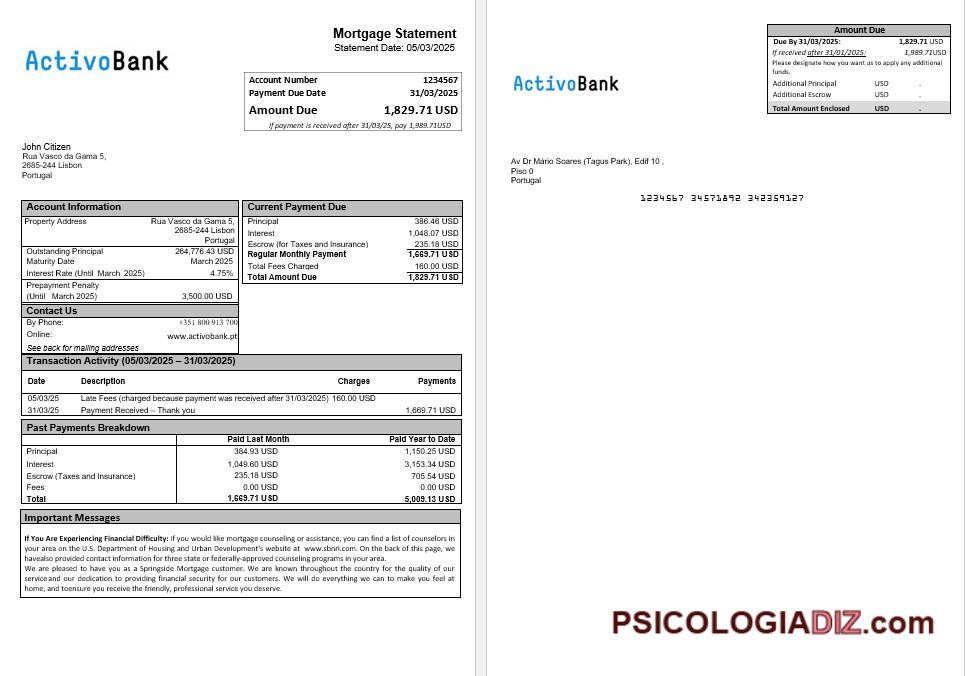 Mortgage Statement
Statement Date: 05/03/2025
ActivoBank
Account Number 1234567
Payment Due Date 31/03/2025
Amount Due 1,829.71 USD
If payment is received after 31/03/25, pay 1,989.71USD
John Citizen
Rua Vasco da Gama 5,
2685-244 Lisbon
Portugal
Account Information
Property Address Rua Vasco da Gama 5,
2685-244 Lisbon
Portugal
Outstanding Principal 264,776.43 USD
Maturity Date March 2025
Interest Rate (Until March 2025) 4.75%
Prepayment Penalty
(Until March 2025) 3,500.00 USD
Contact Us
By Phone: +351 800 913 700
Online: www.activobank.pt
See back for mailing addresses
Current Payment Due
Principal 386.46 USD
Interest 1,048.07 USD
Escrow (for Taxes and Insurance) 235.18 USD
Regular Monthly Payment 1,669.71 USD
Total Fees Charged 160.00 USD
Total Amount Due 1,829.71 USD
Transaction Activity (05/03/2025 – 31/03/2025)
Date Description Charges Payments
05/03/25 Late Fees (charged because payment was received after 31/03/2025) 160.00 USD
31/03/25 Payment Received – Thank you 1,669.71 USD
Past Payments Breakdown
Paid Last Month Paid Year to Date
Principal 384.93 USD 1,150.25 USD
Interest 1,049.60 USD 3,153.34 USD
Escrow (Taxes and Insurance) 235.18 USD 705.54 USD
Fees 0.00 USD 0.00 USD
Total 1,669.71 USD 5,009.13 USD
Important Messages
If You Are Experiencing Financial Difficulty: If you would like mortgage counseling or assistance, you can find a list of counselors in
your area on the U.S. Department of Housing and Urban Development's website at www.sbnri.com. On the back of this page, we
havealso provided contact information for three state or federally-approved counseling programs in your area.
We are pleased to have you as a Springside Mortgage customer. We are known throughout the country for the quality of our
serviceand our dedication to providing financial security for our customers. We will do everything we can to make you feel at
home, and toensure you receive the friendly, professional service you deserve.
Amount Due
Due By 31/03/2025: 1,829.71 USD
If received after 31/01/2025: 1,989.71USD
Please designate how you want us to apply any additional
funds.
Additional Principal USD .
Additional Escrow USD .
Total Amount Enclosed USD .
ActivoBank
Av Dr Mário Soares (Tagus Park), Edif 10 ,
Piso 0
Portugal
1234567 34571892 342359127
PSICOLOGIADIZ.com